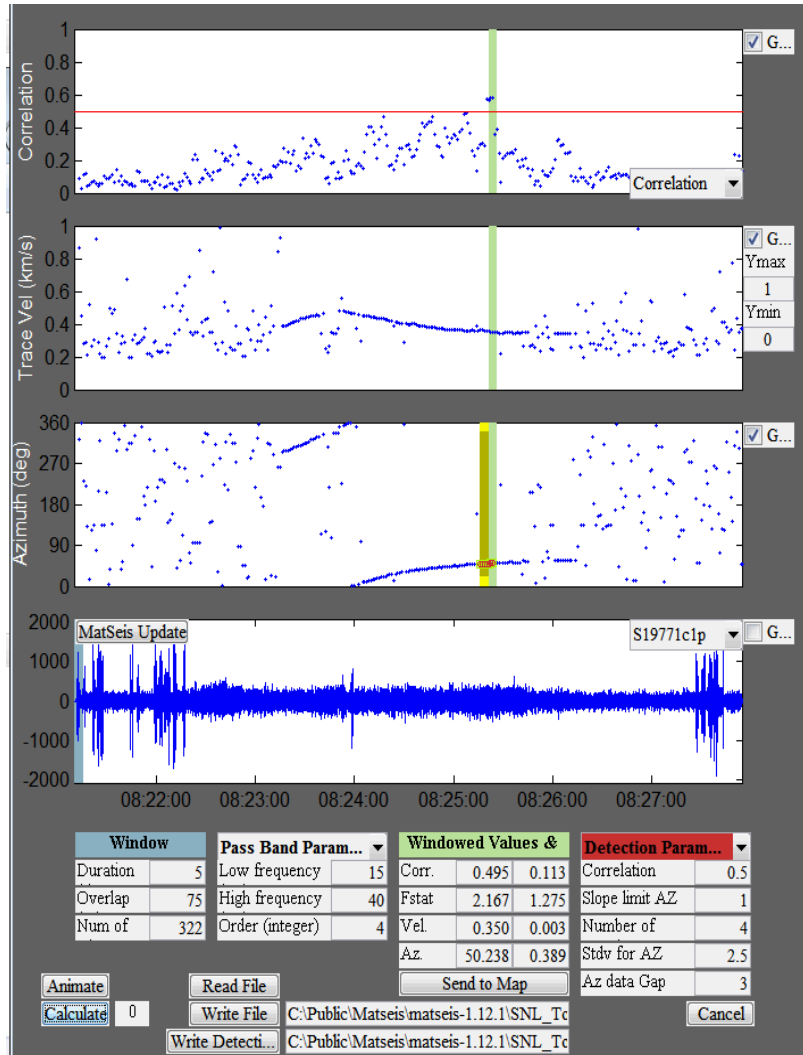 1
G...
0.8
0.6
0.4
0.2
0
Correlation
Correlation
1
G...
0.8
Ymax
1
0.6
Ymin
0.4
0
0.2
0
Trace Vel (km/s)
360
G...
270
180
90
0
Azimuth (deg)
2000
MatSeis Update
S19771c1p
G...
1000
0
-1000
-2000
08:22:00 08:23:00 08:24:00 08:25:00 08:26:00 08:27:00
Window Pass Band Param... Windowed Values & Detection Param...
Duration 5 Low frequency 15 Corr. 0.495 0.113 Correlation 0.5
Overlap 75 High frequency 40 Fstat 2.167 1.275 Slope limit AZ 1
Num of 322 Order (integer) 4 Vel. 0.350 0.003 Number of 4
Az. 50.238 0.389 Stdv for AZ 2.5
Animate Read File Send to Map Az data Gap 3
Calculate 0 Write File C:\Public\Matseis\matseis-1.12.1\SNL_Tc Cancel
Write Detecti... C:\Public\Matseis\matseis-1.12.1\SNL_Tc